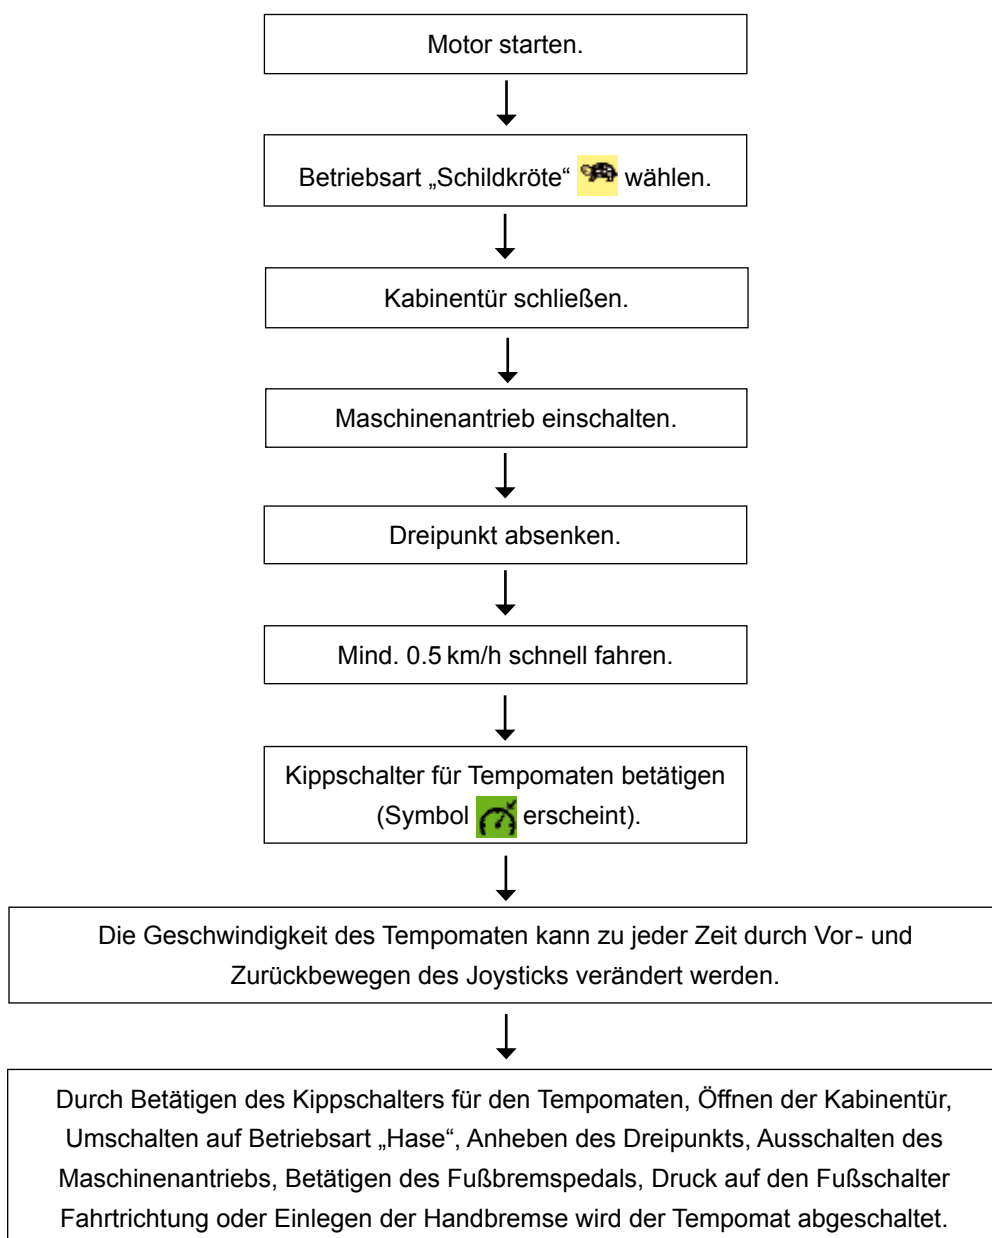 Motor starten.
Betriebsart „Schildkröte“ wählen.
Kabinentür schließen.
Maschinenantrieb einschalten.
Dreipunkt absenken.
Mind. 0.5 km/h schnell fahren.
Kippschalter für Tempomaten betätigen
(Symbol erscheint).
Die Geschwindigkeit des Tempomaten kann zu jeder Zeit durch Vor- und
Zurückbewegen des Joysticks verändert werden.
Durch Betätigen des Kippschalters für den Tempomaten, Öffnen der Kabinentür,
Umschalten auf Betriebsart „Hase“, Anheben des Dreipunkts, Ausschalten des
Maschinenantriebs, Betätigen des Fußbremspedals, Druck auf den Fußschalter
Fahrtrichtung oder Einlegen der Handbremse wird der Tempomat abgeschaltet.